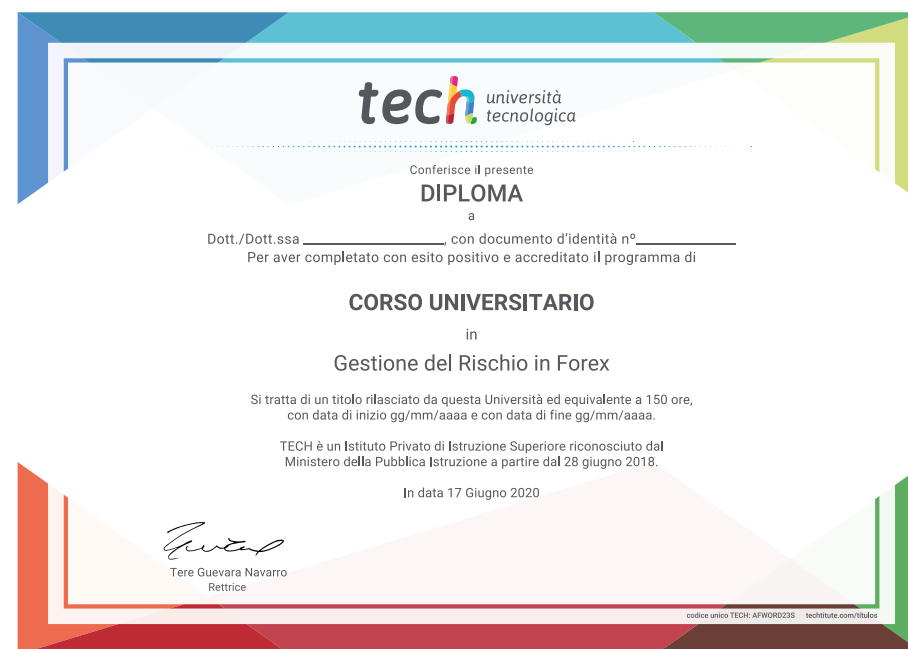 tech università
tecnologica
Conferisce il presente
DIPLOMA
a
Dott./Dott.ssa ________________, con documento d'identità nº____________
Per aver completato con esito positivo e accreditato il programma di
CORSO UNIVERSITARIO
in
Gestione del Rischio in Forex
Si tratta di un titolo rilasciato da questa Università ed equivalente a 150 ore,
con data di inizio gg/mm/aaaa e con data di fine gg/mm/aaaa.
TECH è un Istituto Privato di Istruzione Superiore riconosciuto dal
Ministero della Pubblica Istruzione a partire dal 28 giugno 2018.
In data 17 Giugno 2020
Tere Guevara Navarro
Rettrice
codice unico TECH: AFWORD23S techtitute.com/titulos